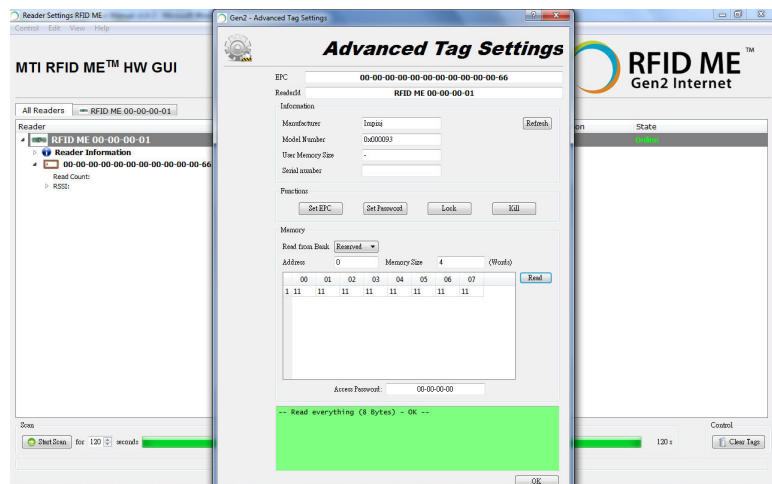 Reader Settings RFID ME
Control Edit View Help
MTI RFID ME™ HW GUI
RFID ME™
Gen2 Internet
All Readers RFID ME 00-00-00-01
Reader
State
RFID ME 00-00-00-01
Online
Reader Information
00-00-00-00-00-00-00-00-00-00-00-66
Read Count:
RSSI:
Scan
Start Scan for 120 seconds
120 s
Control
Clear Tags
Gen2 - Advanced Tag Settings
Advanced Tag Settings
EPC 00-00-00-00-00-00-00-00-00-00-00-66
ReaderId RFID ME 00-00-00-01
Information
Manufacturer Impinj
Refresh
Model Number 0x000093
User Memory Size -
Serial number
Functions
Set EPC Set Password Lock Kill
Memory
Read from Bank Reserved
Address 0 Memory Size 4 (Words)
00 01 02 03 04 05 06 07
Read
1 11 11 11 11 11 11 11 11
Access Password: 00-00-00-00
-- Read everything (8 Bytes) - OK --
OK